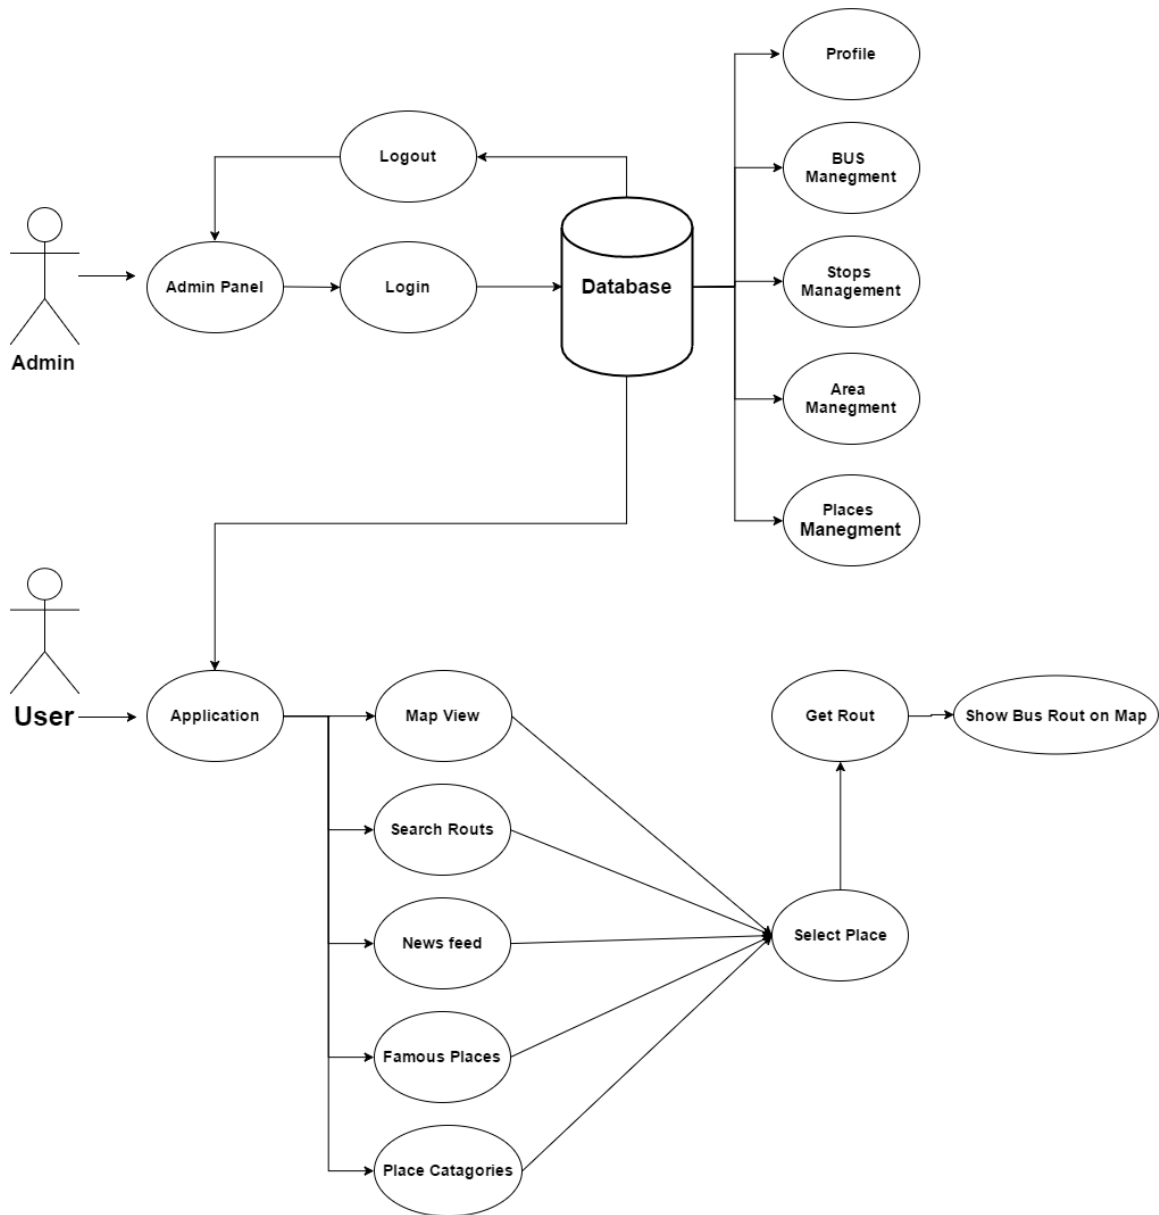 Profile
Logout
BUS
Manegment
Admin Panel
Login
Database
Stops
Management
Admin
Area
Manegment
Places
Manegment
User
Application
Map View
Get Rout
Show Bus Rout on Map
Search Routs
News feed
Select Place
Famous Places
Place Catagories